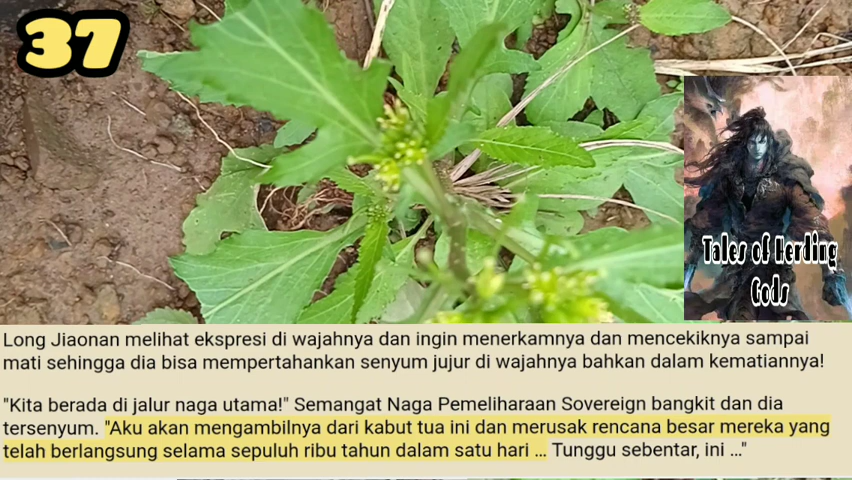 37
Tales of Herding
Gods
Long Jiaonan melihat ekspresi di wajahnya dan ingin menerkamnya dan mencekiknya sampai
mati sehingga dia bisa mempertahankan senyum jujur di wajahnya bahkan dalam kematiannya!
"Kita berada di jalur naga utama!" Semangat Naga Pemeliharaan Sovereign bangkit dan dia
tersenyum. "Aku akan mengambilnya dari kabut tua ini dan merusak rencana besar mereka yang
telah berlangsung selama sepuluh ribu tahun dalam satu hari ... Tunggu sebentar, ini ..."